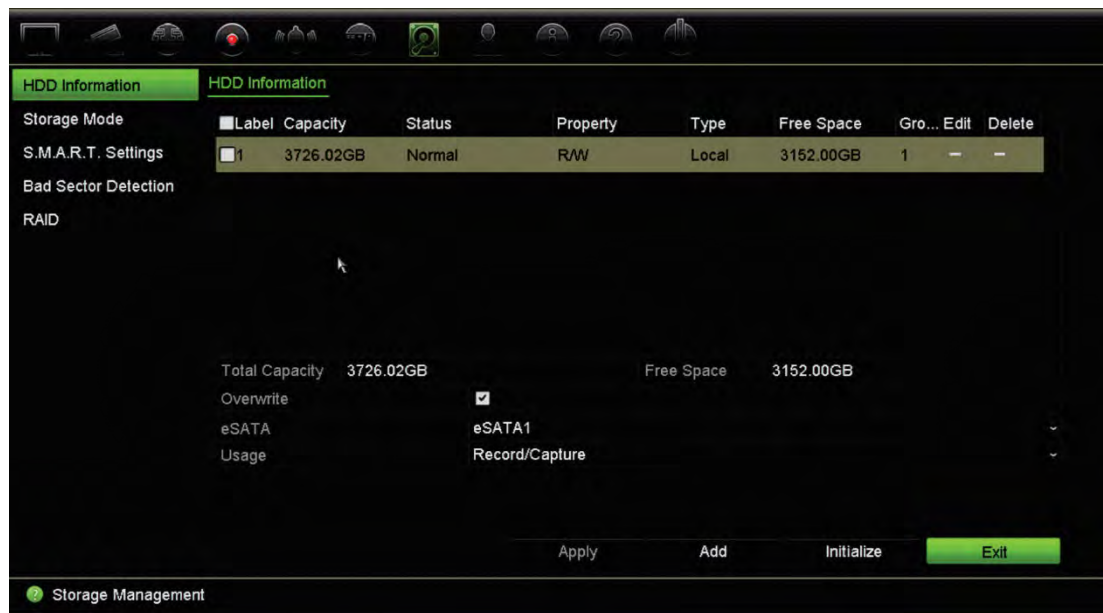 HDD Information
HDD Information
Storage Mode
S.M.A.R.T. Settings
Bad Sector Detection
RAID
Label Capacity Status Property Type Free Space Gro... Edit Delete
1 3726.02GB Normal R/W Local 3152.00GB 1 — —
Total Capacity 3726.02GB Free Space 3152.00GB
Overwrite
eSATA eSATA1
Usage Record/Capture
Apply Add Initialize Exit
? Storage Management